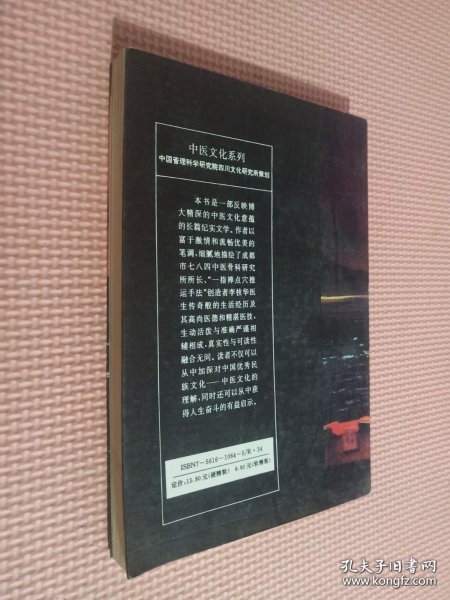 中医文化系列
中国管理科学研究院四川文化研究所策划
本书是一部反映博
大精深的中医文化意蕴
的长篇纪实文学。作者以
富于激情和流畅优美的
笔调,细腻地描绘了成都
市七八四中医骨科研究
所所长、“一指禅点穴推
运手法”创造者李枝华医
生传奇般的生活经历及
其高尚医德和精湛医技。
生动活泼与准确严谨相
辅相成,真实性与可读性
融合无间。读者不仅可以
从中加深对中国优秀民
族文化——中医文化的
理解,同时还可以从中获
得人生奋斗的有益启示。
ISBN7-5616-1064-5/R·34
定价:13.80元(硬精装) 8.80元(软精装)
孔夫子旧书网
www.kongfz.com